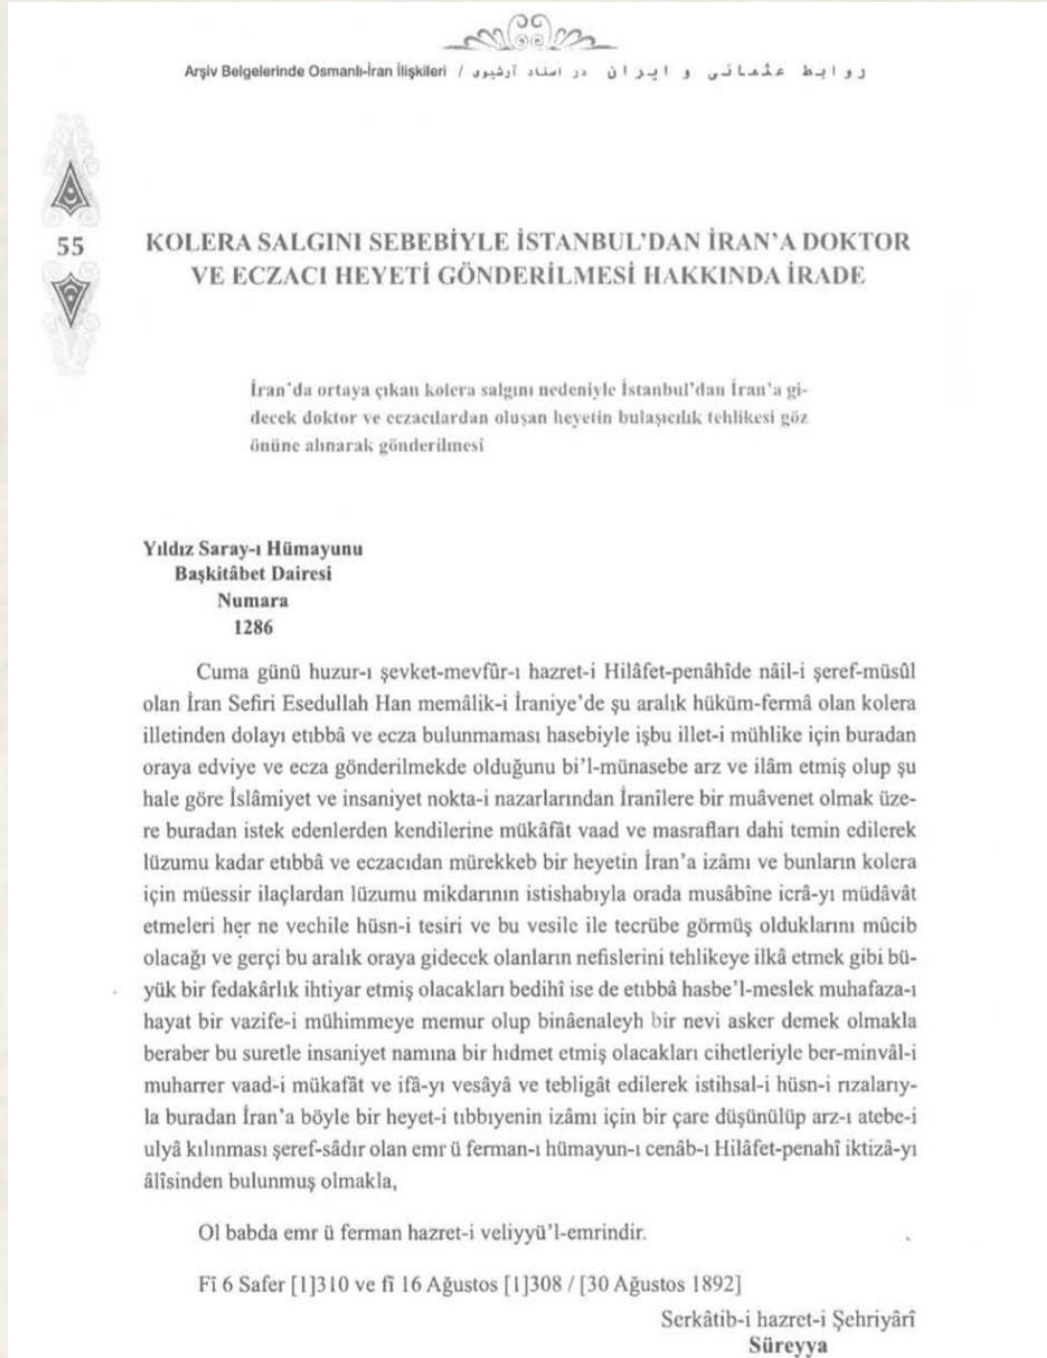 Arşiv Belgelerinde Osmanlı-İran İlişkileri / روابط عثمانی و ایران در اسناد آرشیوی
55
KOLERA SALGINI SEBEBİYLE İSTANBUL'DAN İRAN'A DOKTOR
VE ECZACI HEYETİ GÖNDERİLMESİ HAKKINDA İRADE
İran'da ortaya çıkan kolera salgını nedeniyle İstanbul'dan İran'a gi-
decek doktor ve eczacılardan oluşan heyetin bulaşıcılık tehlikesi göz
önüne alınarak gönderilmesi
Yıldız Saray-ı Hümayunu
Başkitâbet Dairesi
Numara
1286
Cuma günü huzur-ı şevket-mevfûr-ı hazret-i Hilâfet-penâhîde nâil-i şeref-müsûl
olan İran Sefiri Esedullah Han memâlik-i İraniye'de şu aralık hüküm-fermâ olan kolera
illetinden dolayı etıbbâ ve ecza bulunmaması hasebiyle işbu illet-i mühlike için buradan
oraya edviye ve ecza gönderilmekde olduğunu bi'l-münasebe arz ve ilâm etmiş olup şu
hale göre İslâmiyet ve insaniyet nokta-i nazarlarından İranîlere bir muâvenet olmak üze-
re buradan istek edenlerden kendilerine mükâfât vaad ve masrafları dahi temin edilerek
lüzumu kadar etıbbâ ve eczacıdan mürekkeb bir heyetin İran'a izâmı ve bunların kolera
için müessir ilaçlardan lüzumu mikdarının istishabıyla orada musâbîne icrâ-yı müdâvât
etmeleri her ne vechile hüsn-i tesiri ve bu vesile ile tecrübe görmüş olduklarını mûcib
olacağı ve gerçi bu aralık oraya gidecek olanların nefislerini tehlikeye ilkâ etmek gibi bü-
yük bir fedakârlık ihtiyar etmiş olacakları bedihî ise de etıbbâ hasbe'l-meslek muhafaza-ı
hayat bir vazife-i mühimmeye memur olup binâenaleyh bir nevi asker demek olmakla
beraber bu suretle insaniyet namına bir hıdmet etmiş olacakları cihetleriyle ber-minvâl-i
muharrer vaad-i mükafât ve ifâ-yı vesâyâ ve tebligât edilerek istihsal-i hüsn-i rızalarıy-
la buradan İran'a böyle bir heyet-i tıbbıyenin izâmı için bir çare düşünülüp arz-ı atebe-i
ulyâ kılınması şeref-sâdır olan emr ü ferman-ı hümayun-ı cenâb-ı Hilâfet-penahî iktizâ-yı
âlîsinden bulunmuş olmakla,
Ol babda emr ü ferman hazret-i veliyyü'l-emrindir.
Fî 6 Safer [1]310 ve fî 16 Ağustos [1]308 / [30 Ağustos 1892]
Serkâtib-i hazret-i Şehriyârî
Süreyya